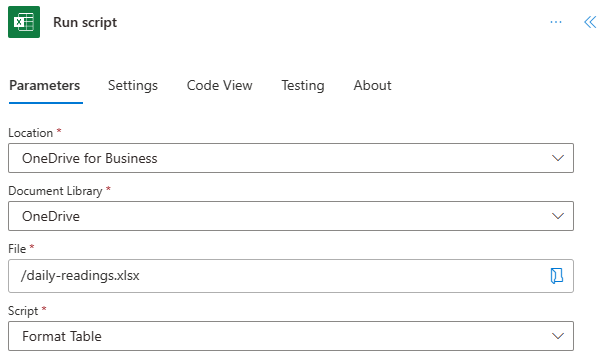 Run script
Parameters Settings Code View Testing About
Location *
OneDrive for Business
Document Library *
OneDrive
File *
/daily-readings.xlsx
Script *
Format Table